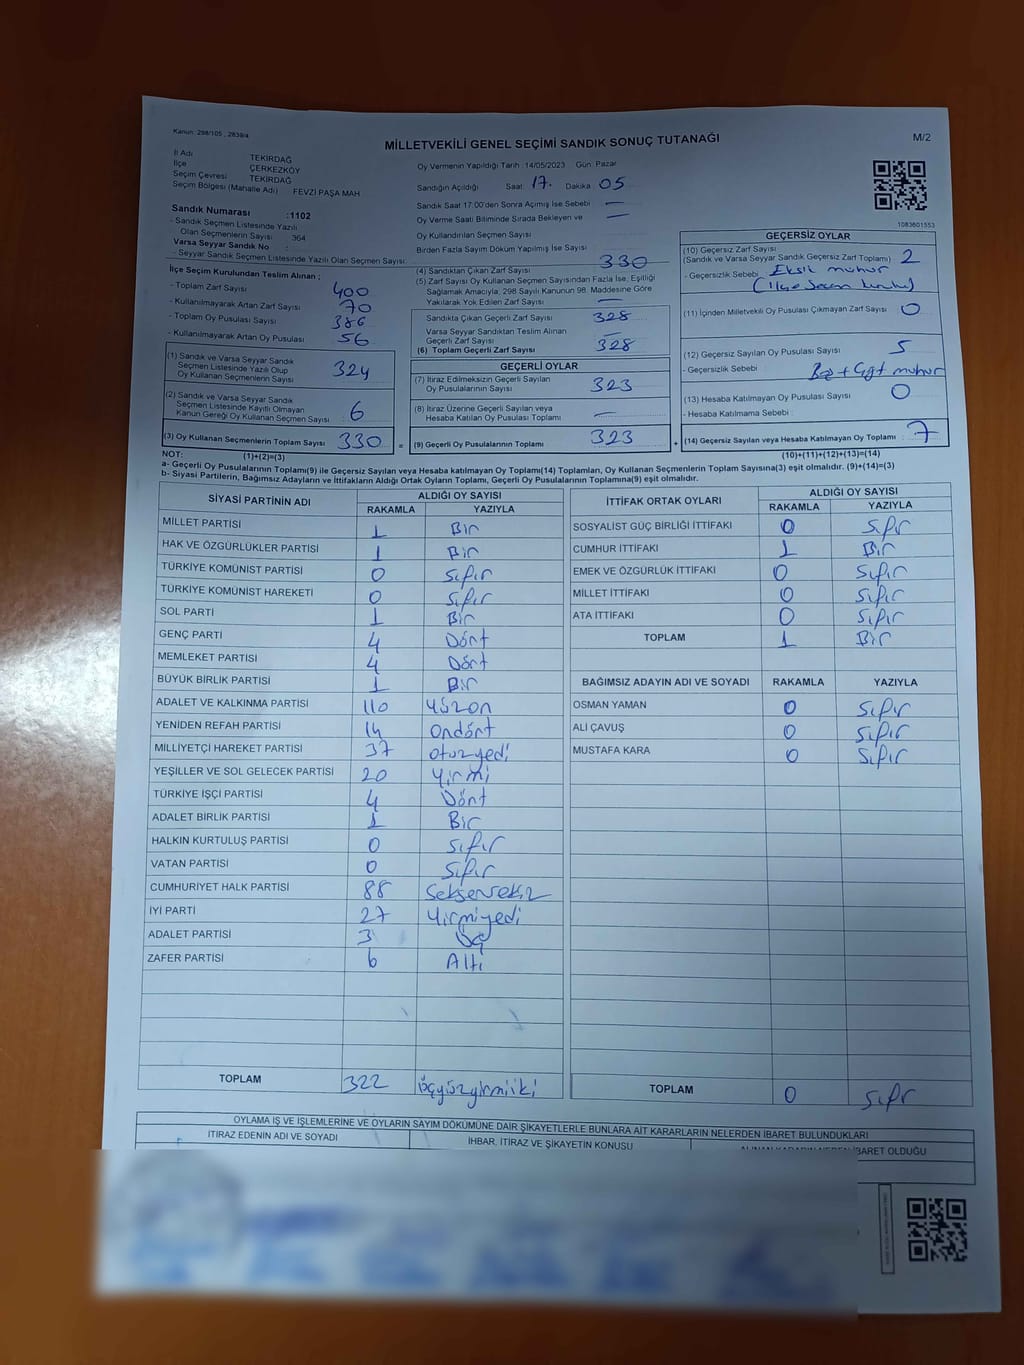 Kanun: 298/105 , 2839/4
MİLLETVEKİLİ GENEL SEÇİMİ SANDIK SONUÇ TUTANAĞI
M/2
İl Adı TEKİRDAĞ
İlçe ÇERKEZKÖY
Seçim Çevresi TEKİRDAĞ
Seçim Bölgesi (Mahalle Adı) FEVZİ PAŞA MAH
Sandık Numarası :1102
- Sandık Seçmen Listesinde Yazılı
Olan Seçmenlerin Sayısı : 364
Varsa Seyyar Sandık No :
- Seyyar Sandık Seçmen Listesinde Yazılı Olan Seçmen Sayısı:
Oy Vermenin Yapıldığı Tarih :14/05/2023 Gün: Pazar
Sandığın Açıldığı Saat 17. Dakika 05
Sandık Saat 17:00'den Sonra Açılmış İse Sebebi —
Oy Verme Saati Bitiminde Sırada Bekleyen ve —
Oy Kullandırılan Seçmen Sayısı
Birden Fazla Sayım Döküm Yapılmış İse Sayısı
1083601553
İlçe Seçim Kurulundan Teslim Alınan ;
- Toplam Zarf Sayısı 400
- Kullanılmayarak Artan Zarf Sayısı 70
- Toplam Oy Pusulası Sayısı 386
- Kullanılmayarak Artan Oy Pusulası 56
(1) Sandık ve Varsa Seyyar Sandık
Seçmen Listesinde Yazılı Olup
Oy Kullanan Seçmenlerin Sayısı 324
(2) Sandık ve Varsa Seyyar Sandık
Seçmen Listesinde Kayıtlı Olmayan
Kanun Gereği Oy Kullanan Seçmen Sayısı 6
(3) Oy Kullanan Seçmenlerin Toplam Sayısı 330 =
(4) Sandıktan Çıkan Zarf Sayısı 330
(5) Zarf Sayısı Oy Kullanan Seçmen Sayısından Fazla İse, Eşitliği
Sağlamak Amacıyla, 298 Sayılı Kanunun 98. Maddesine Göre
Yakılarak Yok Edilen Zarf Sayısı —
Sandıkta Çıkan Geçerli Zarf Sayısı 328
Varsa Seyyar Sandıktan Teslim Alınan
Geçerli Zarf Sayısı —
(6) Toplam Geçerli Zarf Sayısı 328
GEÇERLİ OYLAR
(7) İtiraz Edilmeksizin Geçerli Sayılan
Oy Pusulalarının Sayısı 323
(8) İtiraz Üzerine Geçerli Sayılan veya
Hesaba Katılan Oy Pusulası Toplamı —
(9) Geçerli Oy Pusulalarının Toplamı 323 +
GEÇERSİZ OYLAR
(10) Geçersiz Zarf Sayısı
(Sandık ve Varsa Seyyar Sandık Geçersiz Zarf Toplamı) 2
- Geçersizlik Sebebi : Eksik mühür
(İlçe Seçim kurulu)
(11) İçinden Milletvekili Oy Pusulası Çıkmayan Zarf Sayısı 0
(12) Geçersiz Sayılan Oy Pusulası Sayısı 5
- Geçersizlik Sebebi : Boş + Çift mühür
(13) Hesaba Katılmayan Oy Pusulası Sayısı 0
- Hesaba Katılmama Sebebi :
(14) Geçersiz Sayılan veya Hesaba Katılmayan Oy Toplamı 7
NOT: (1)+(2)=(3)
(10)+(11)+(12)+(13)=(14)
a- Geçerli Oy Pusulalarının Toplamı(9) ile Geçersiz Sayılan veya Hesaba katılmayan Oy Toplamı(14) Toplamları, Oy Kullanan Seçmenlerin Toplam Sayısına(3) eşit olmalıdır. (9)+(14)=(3)
b- Siyasi Partilerin, Bağımsız Adayların ve İttifakların Aldığı Ortak Oyların Toplamı, Geçerli Oy Pusulalarının Toplamına(9) eşit olmalıdır.
SİYASİ PARTİNİN ADI ALDIĞI OY SAYISI
RAKAMLA YAZIYLA
MİLLET PARTİSİ 1 Bir
HAK VE ÖZGÜRLÜKLER PARTİSİ 1 Bir
TÜRKİYE KOMÜNİST PARTİSİ 0 Sıfır
TÜRKİYE KOMÜNİST HAREKETİ 0 Sıfır
SOL PARTİ 1 Bir
GENÇ PARTİ 4 Dört
MEMLEKET PARTİSİ 4 Dört
BÜYÜK BİRLİK PARTİSİ 1 Bir
ADALET VE KALKINMA PARTİSİ 110 Yüzon
YENİDEN REFAH PARTİSİ 14 Ondört
MİLLİYETÇİ HAREKET PARTİSİ 37 Otuzyedi
YEŞİLLER VE SOL GELECEK PARTİSİ 20 Yirmi
TÜRKİYE İŞÇİ PARTİSİ 4 Dört
ADALET BİRLİK PARTİSİ 1 Bir
HALKIN KURTULUŞ PARTİSİ 0 Sıfır
VATAN PARTİSİ 0 Sıfır
CUMHURİYET HALK PARTİSİ 88 Seksensekiz
İYİ PARTİ 27 Yirmiyedi
ADALET PARTİSİ 3 Üç
ZAFER PARTİSİ 6 Altı
TOPLAM 322 üçyüzyirmiiki
İTTİFAK ORTAK OYLARI ALDIĞI OY SAYISI
RAKAMLA YAZIYLA
SOSYALİST GÜÇ BİRLİĞİ İTTİFAKI 0 Sıfır
CUMHUR İTTİFAKI 1 Bir
EMEK VE ÖZGÜRLÜK İTTİFAKI 0 Sıfır
MİLLET İTTİFAKI 0 Sıfır
ATA İTTİFAKI 0 Sıfır
TOPLAM 1 Bir
BAĞIMSIZ ADAYIN ADI VE SOYADI RAKAMLA YAZIYLA
OSMAN YAMAN 0 Sıfır
ALİ ÇAVUŞ 0 Sıfır
MUSTAFA KARA 0 Sıfır
TOPLAM 0 Sıfır
OYLAMA İŞ VE İŞLEMLERİNE VE OYLARIN SAYIM DÖKÜMÜNE DAİR ŞİKAYETLERLE BUNLARA AİT KARARLARIN NELERDEN İBARET BULUNDUKLARI
İTİRAZ EDENİN ADI VE SOYADI İHBAR, İTİRAZ VE ŞİKAYETİN KONUSU
İBARET OLDUĞU